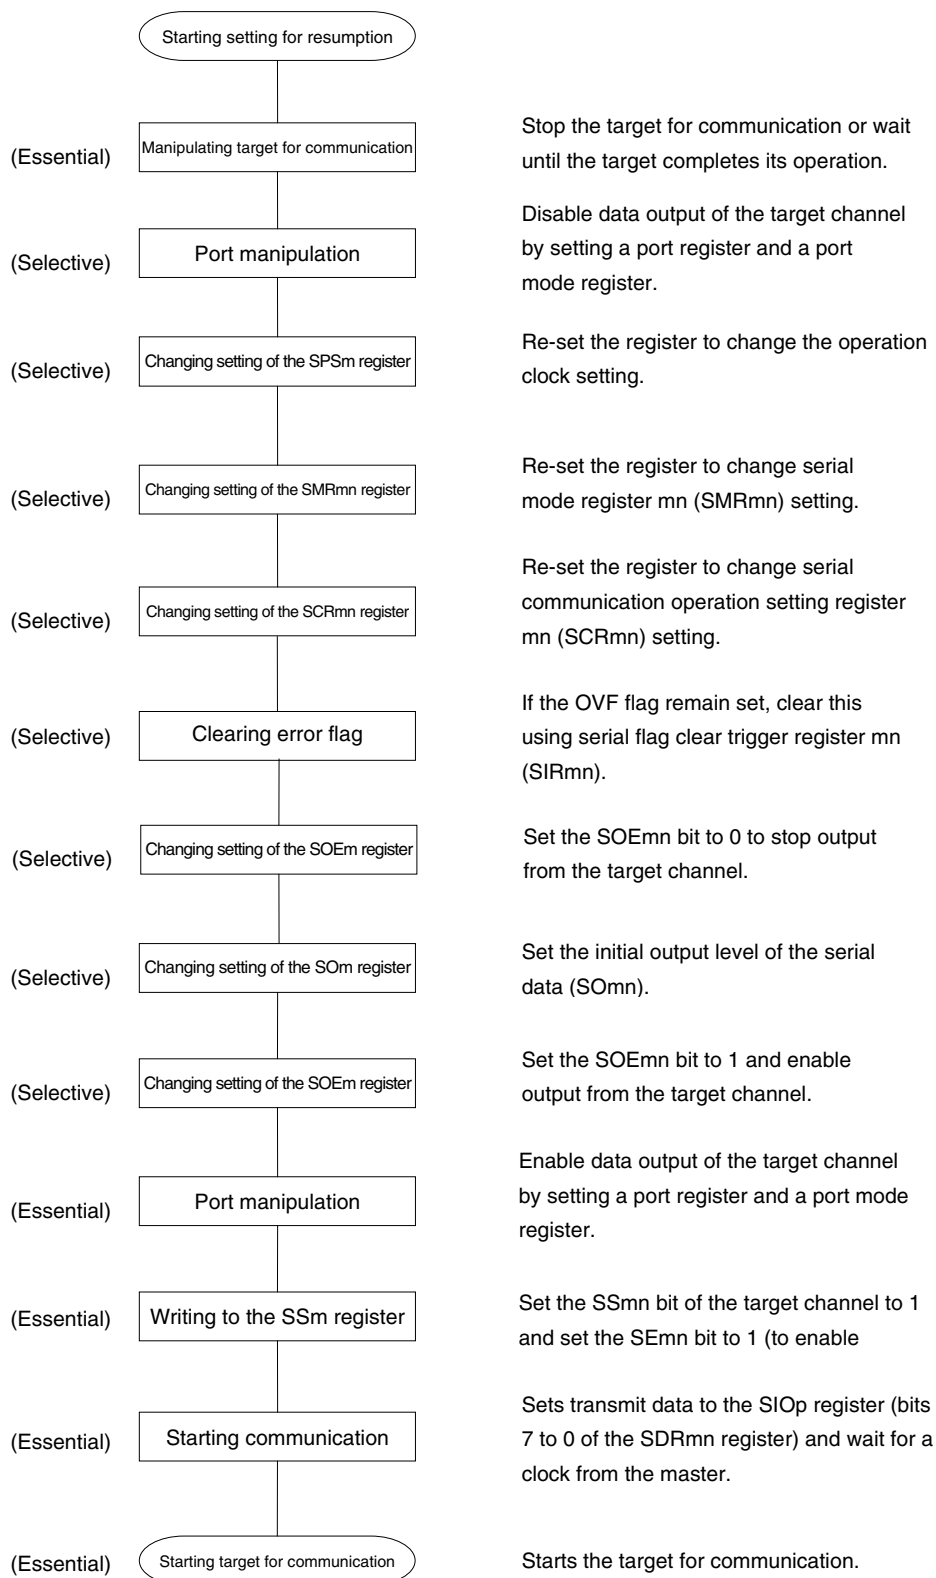 Starting setting for resumption
(Essential)
Manipulating target for communication
Stop the target for communication or wait
until the target completes its operation.
(Selective)
Port manipulation
Disable data output of the target channel
by setting a port register and a port
mode register.
(Selective)
Changing setting of the SPSm register
Re-set the register to change the operation
clock setting.
(Selective)
Changing setting of the SMRmn register
Re-set the register to change serial
mode register mn (SMRmn) setting.
(Selective)
Changing setting of the SCRmn register
Re-set the register to change serial
communication operation setting register
mn (SCRmn) setting.
(Selective)
Clearing error flag
If the OVF flag remain set, clear this
using serial flag clear trigger register mn
(SIRmn).
(Selective)
Changing setting of the SOEm register
Set the SOEmn bit to 0 to stop output
from the target channel.
(Selective)
Changing setting of the SOm register
Set the initial output level of the serial
data (SOmn).
(Selective)
Changing setting of the SOEm register
Set the SOEmn bit to 1 and enable
output from the target channel.
(Essential)
Port manipulation
Enable data output of the target channel
by setting a port register and a port mode
register.
(Essential)
Writing to the SSm register
Set the SSmn bit of the target channel to 1
and set the SEmn bit to 1 (to enable
(Essential)
Starting communication
Sets transmit data to the SIOp register (bits
7 to 0 of the SDRmn register) and wait for a
clock from the master.
(Essential)
Starting target for communication
Starts the target for communication.